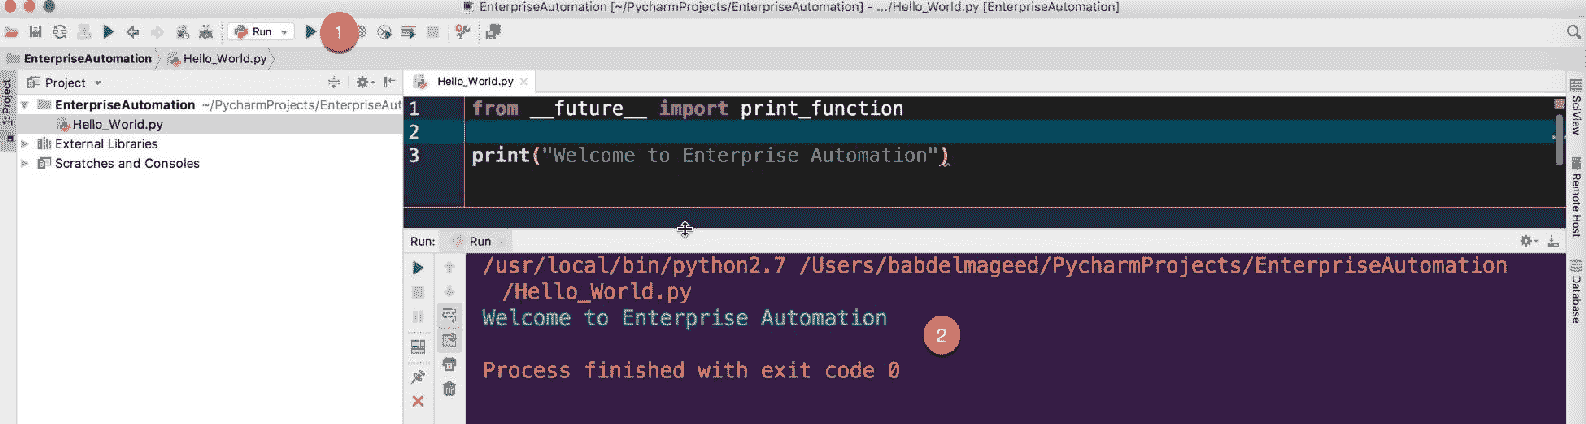 EnterpriseAutomation [~/PycharmProjects/EnterpriseAutomation] - .../Hello_World.py [EnterpriseAutomation]
Run
1
EnterpriseAutomation Hello_World.py
Project
Hello_World.py
1 from __future__ import print_function
EnterpriseAutomation ~/PycharmProjects/EnterpriseAut
Hello_World.py
2
External Libraries
3 print("Welcome to Enterprise Automation")
Scratches and Consoles
Project
SciView
Remote Host
Database
Run: Run
/usr/local/bin/python2.7 /Users/babdelmageed/PycharmProjects/EnterpriseAutomation
/Hello_World.py
Welcome to Enterprise Automation
2
Process finished with exit code 0